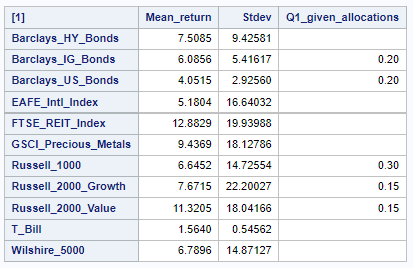 [1] Mean_return Stdev Q1_given_allocations
Barclays_HY_Bonds 7.5085 9.42581
Barclays_IG_Bonds 6.0856 5.41617 0.20
Barclays_US_Bonds 4.0515 2.92560 0.20
EAFE_Intl_Index 5.1804 16.64032
FTSE_REIT_Index 12.8829 19.93988
GSCI_Precious_Metals 9.4369 18.12786
Russell_1000 6.6452 14.72554 0.30
Russell_2000_Growth 7.6715 22.20027 0.15
Russell_2000_Value 11.3205 18.04166 0.15
T_Bill 1.5640 0.54562
Wilshire_5000 6.7896 14.87127